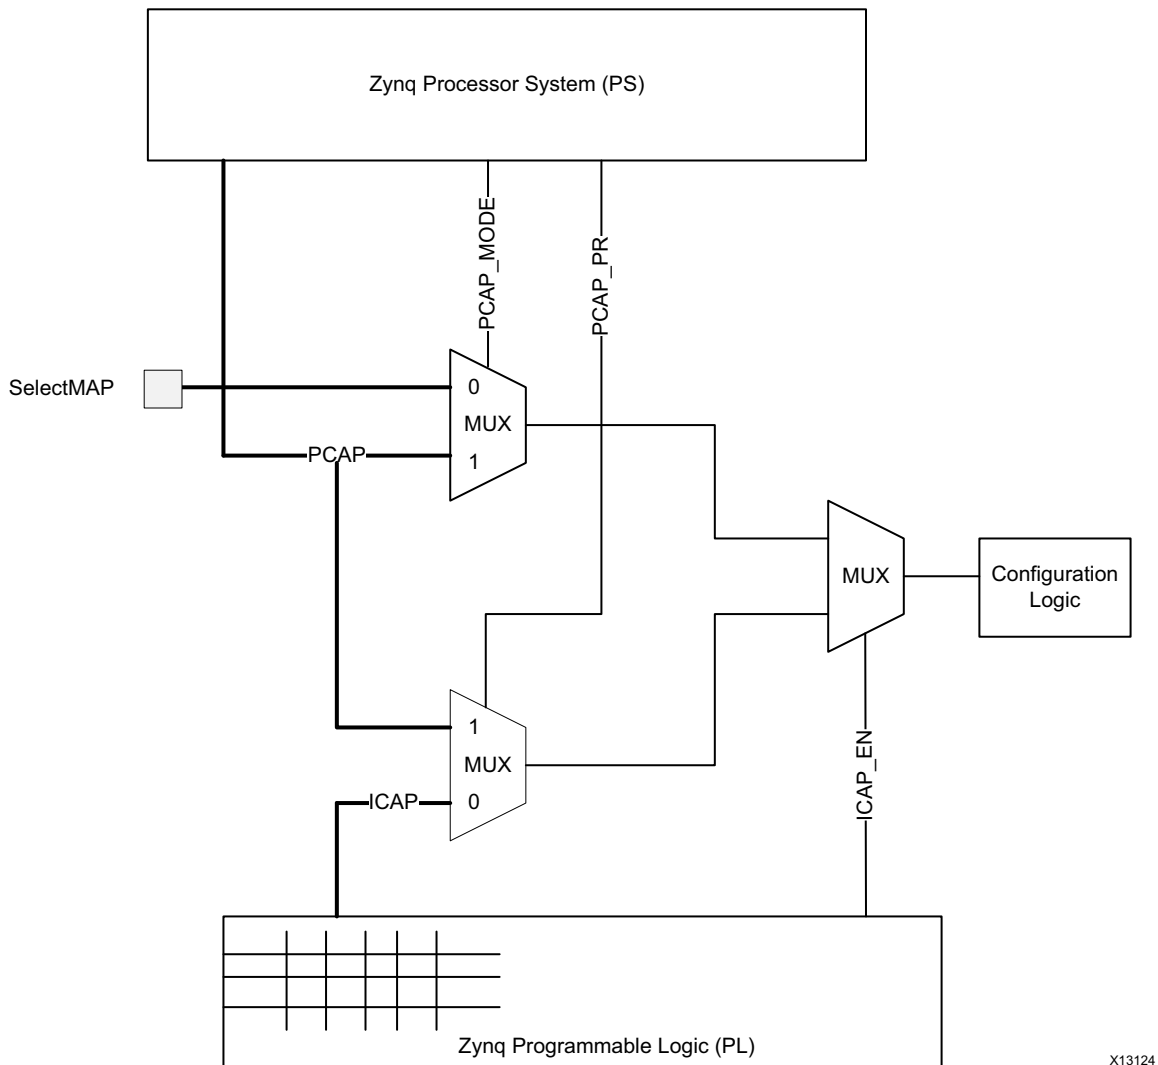 Zynq Processor System (PS)
PCAP_MODE
PCAP_PR
SelectMAP
0
MUX
PCAP
1
MUX
Configuration
Logic
1
MUX
ICAP
0
ICAP_EN
Zynq Programmable Logic (PL)
X13124